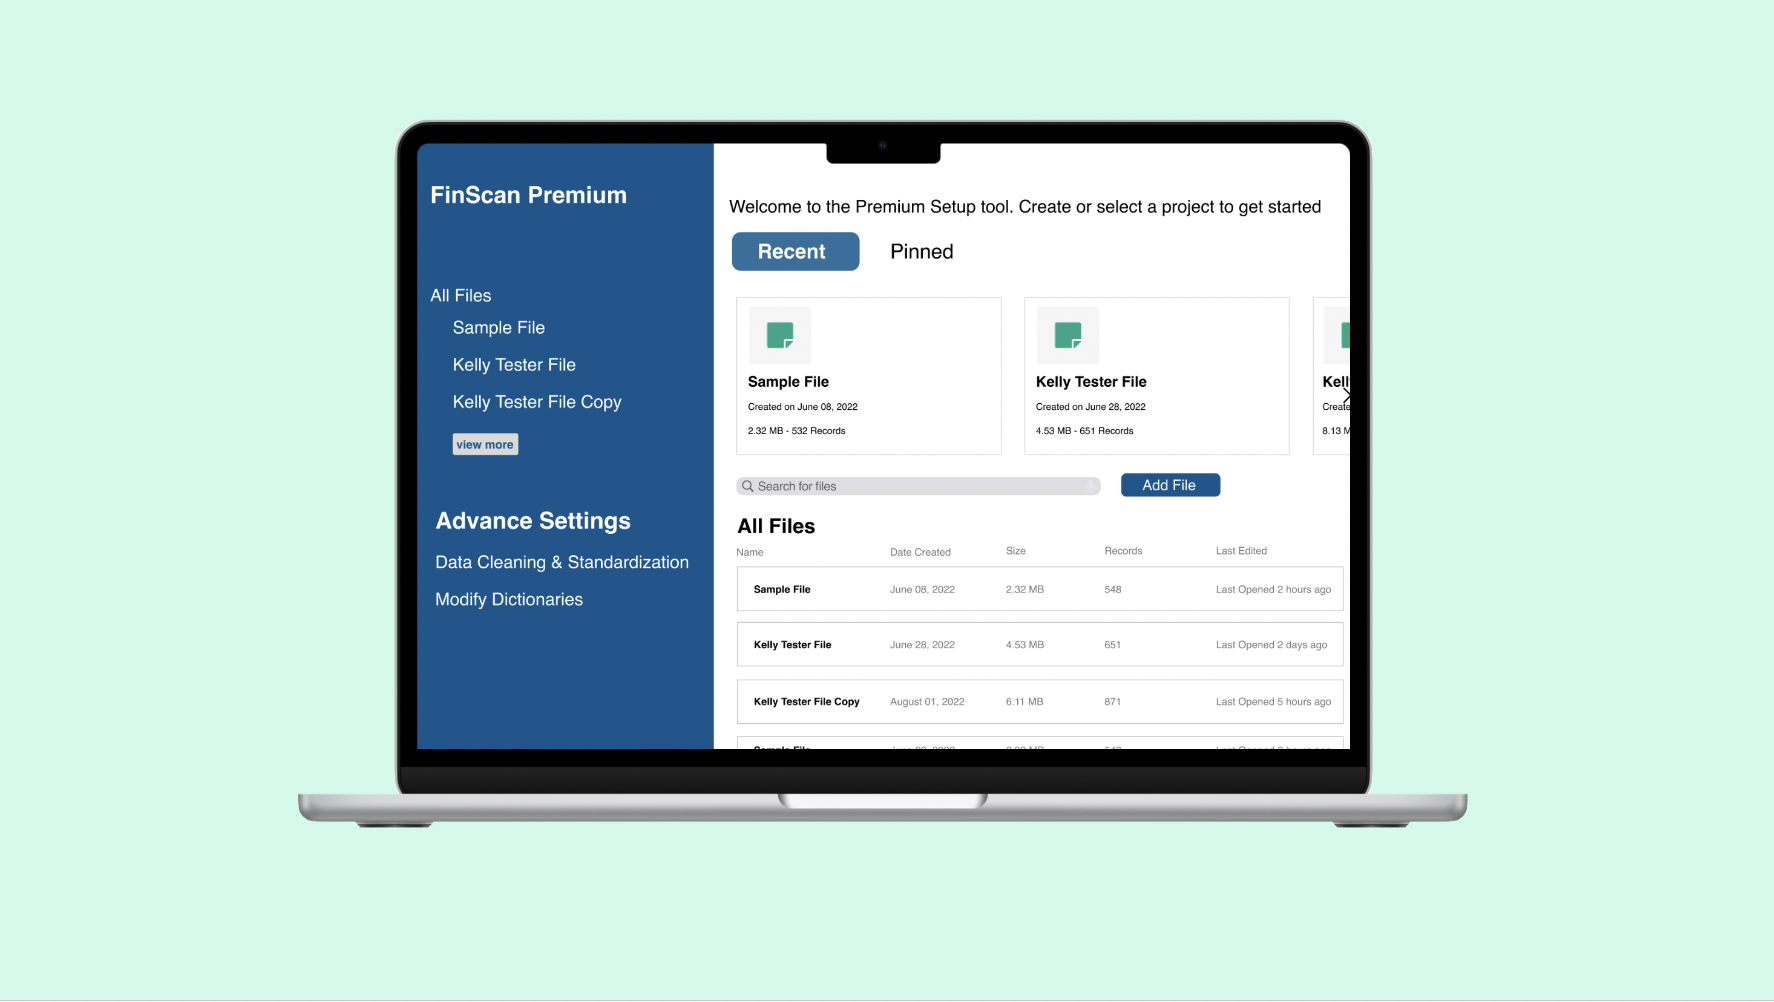 FinScan Premium
All Files
Sample File
Kelly Tester File
Kelly Tester File Copy
view more
Advance Settings
Data Cleaning & Standardization
Modify Dictionaries
Welcome to the Premium Setup tool. Create or select a project to get started
Recent Pinned
Sample File
Created on June 08, 2022
2.32 MB - 532 Records
Kelly Tester File
Created on June 28, 2022
4.53 MB - 651 Records
Kell
Create
8.13 M
Search for files
Add File
All Files
Name Date Created Size Records Last Edited
Sample File June 08, 2022 2.32 MB 548 Last Opened 2 hours ago
Kelly Tester File June 28, 2022 4.53 MB 651 Last Opened 2 days ago
Kelly Tester File Copy August 01, 2022 6.11 MB 871 Last Opened 5 hours ago
Sample File